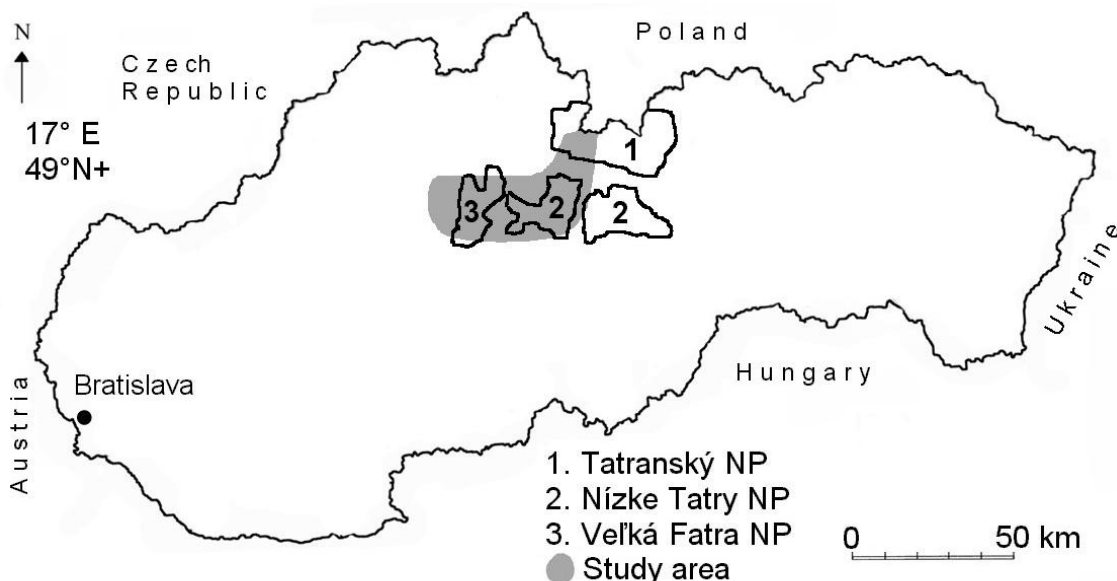 N
Czech
Republic
Poland
17° E
49°N+
1
3
2
2
Ukraine
Bratislava
Hungary
Austria
1. Tatranský NP
2. Nízke Tatry NP
3. Veľká Fatra NP
Study area
0 50 km